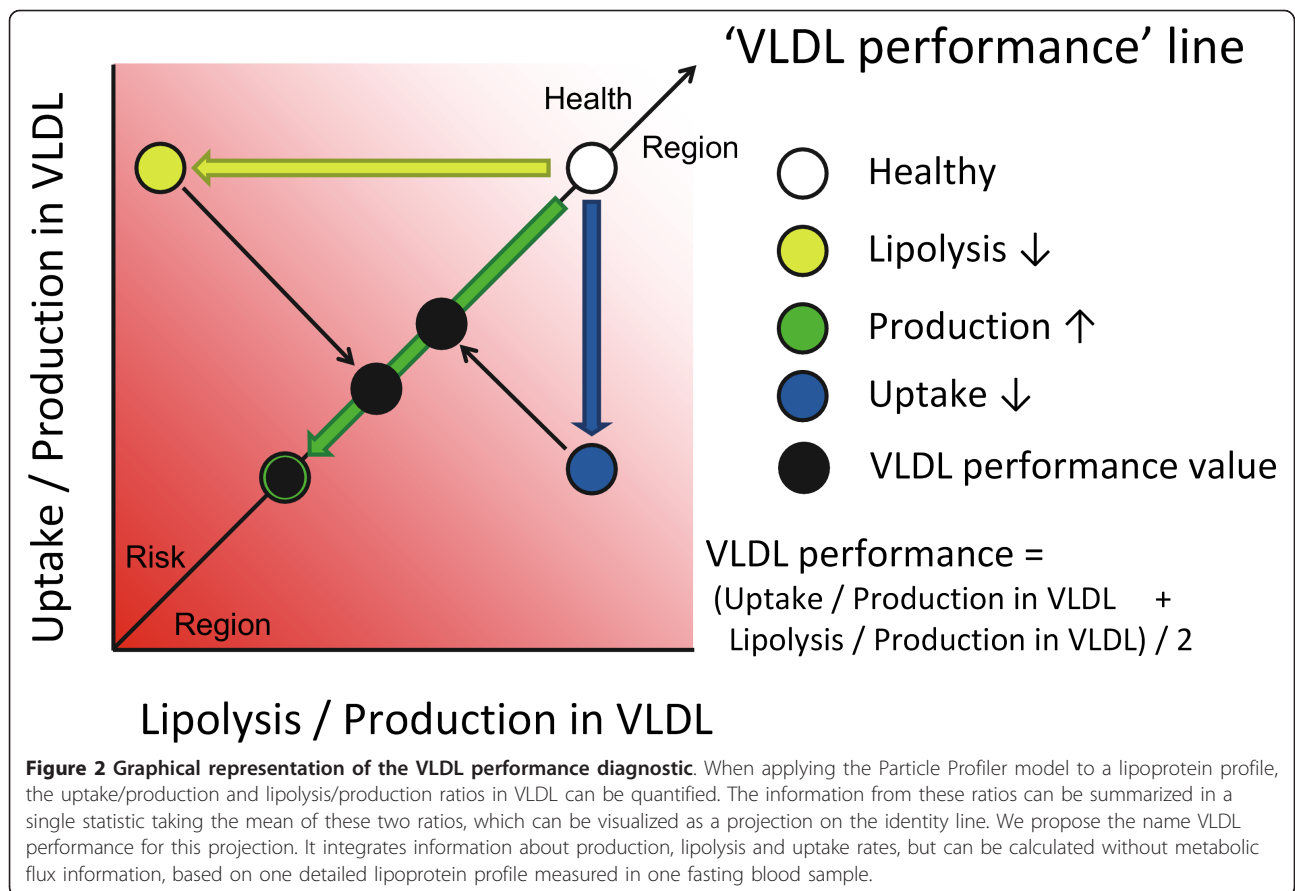 ‘VLDL performance’ line
Health
Region
Healthy
Lipolysis ↓
Production ↑
Uptake ↓
VLDL performance value
Uptake / Production in VLDL
Risk
Region
VLDL performance =
(Uptake / Production in VLDL +
Lipolysis / Production in VLDL) / 2
Lipolysis / Production in VLDL
Figure 2 Graphical representation of the VLDL performance diagnostic. When applying the Particle Profiler model to a lipoprotein profile,
the uptake/production and lipolysis/production ratios in VLDL can be quantified. The information from these ratios can be summarized in a
single statistic taking the mean of these two ratios, which can be visualized as a projection on the identity line. We propose the name VLDL
performance for this projection. It integrates information about production, lipolysis and uptake rates, but can be calculated without metabolic
flux information, based on one detailed lipoprotein profile measured in one fasting blood sample.